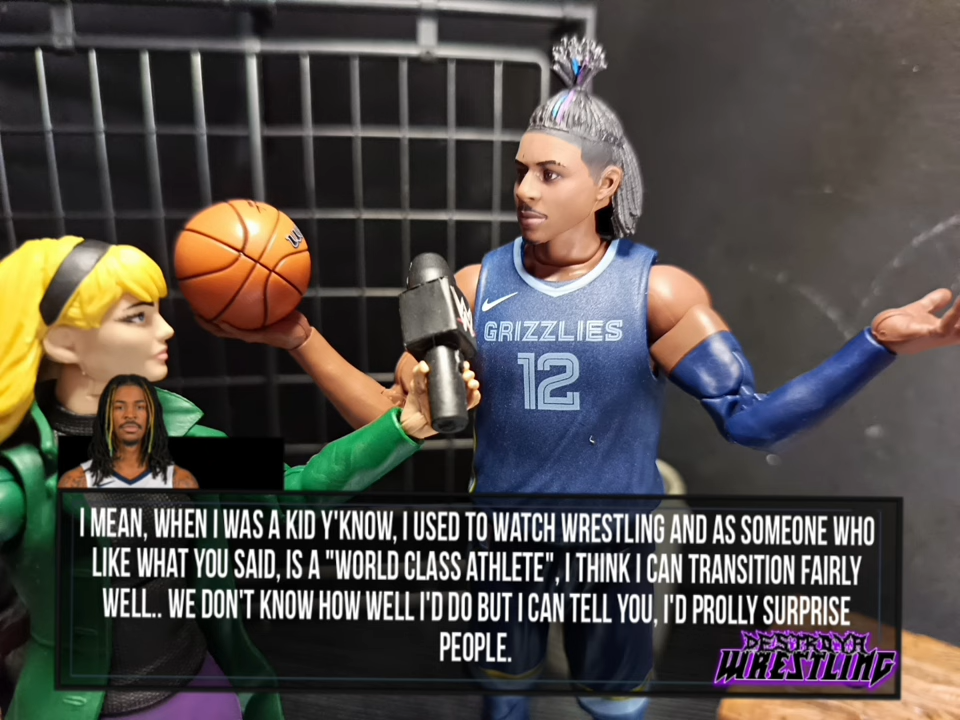 GRIZZLIES
12
I MEAN, WHEN I WAS A KID Y'KNOW, I USED TO WATCH WRESTLING AND AS SOMEONE WHO
LIKE WHAT YOU SAID, IS A "WORLD CLASS ATHLETE", I THINK I CAN TRANSITION FAIRLY
WELL.. WE DON'T KNOW HOW WELL I'D DO BUT I CAN TELL YOU, I'D PROLLY SURPRISE
PEOPLE.
DESTROYA
WRESTLING